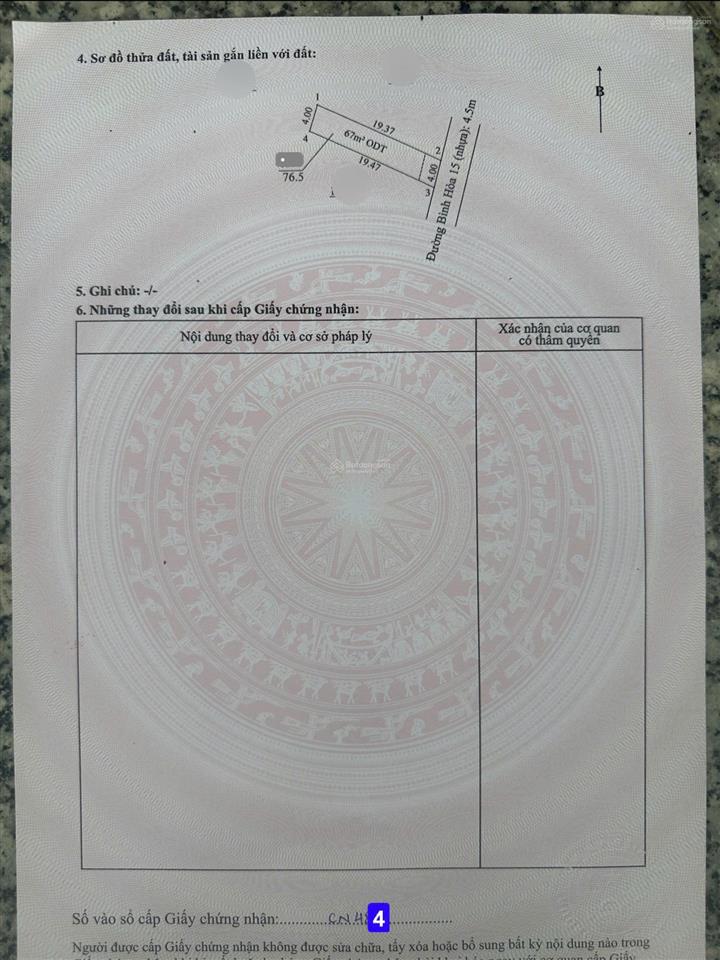 4. Sơ đồ thửa đất, tài sản gắn liền với đất:
B
1
4.00
19.37
4
67m² ODT
2
19.47
4.00
76.5
3
Đường Bình Hòa 15 (nhựa): 4.5m
5. Ghi chú: -/-
6. Những thay đổi sau khi cấp Giấy chứng nhận:
Nội dung thay đổi và cơ sở pháp lý
Xác nhận của cơ quan
có thẩm quyền
Batdongsan
Số vào sổ cấp Giấy chứng nhận:............CNH 4..................
Người được cấp Giấy chứng nhận không được sửa chữa, tẩy xóa hoặc bổ sung bất kỳ nội dung nào trong